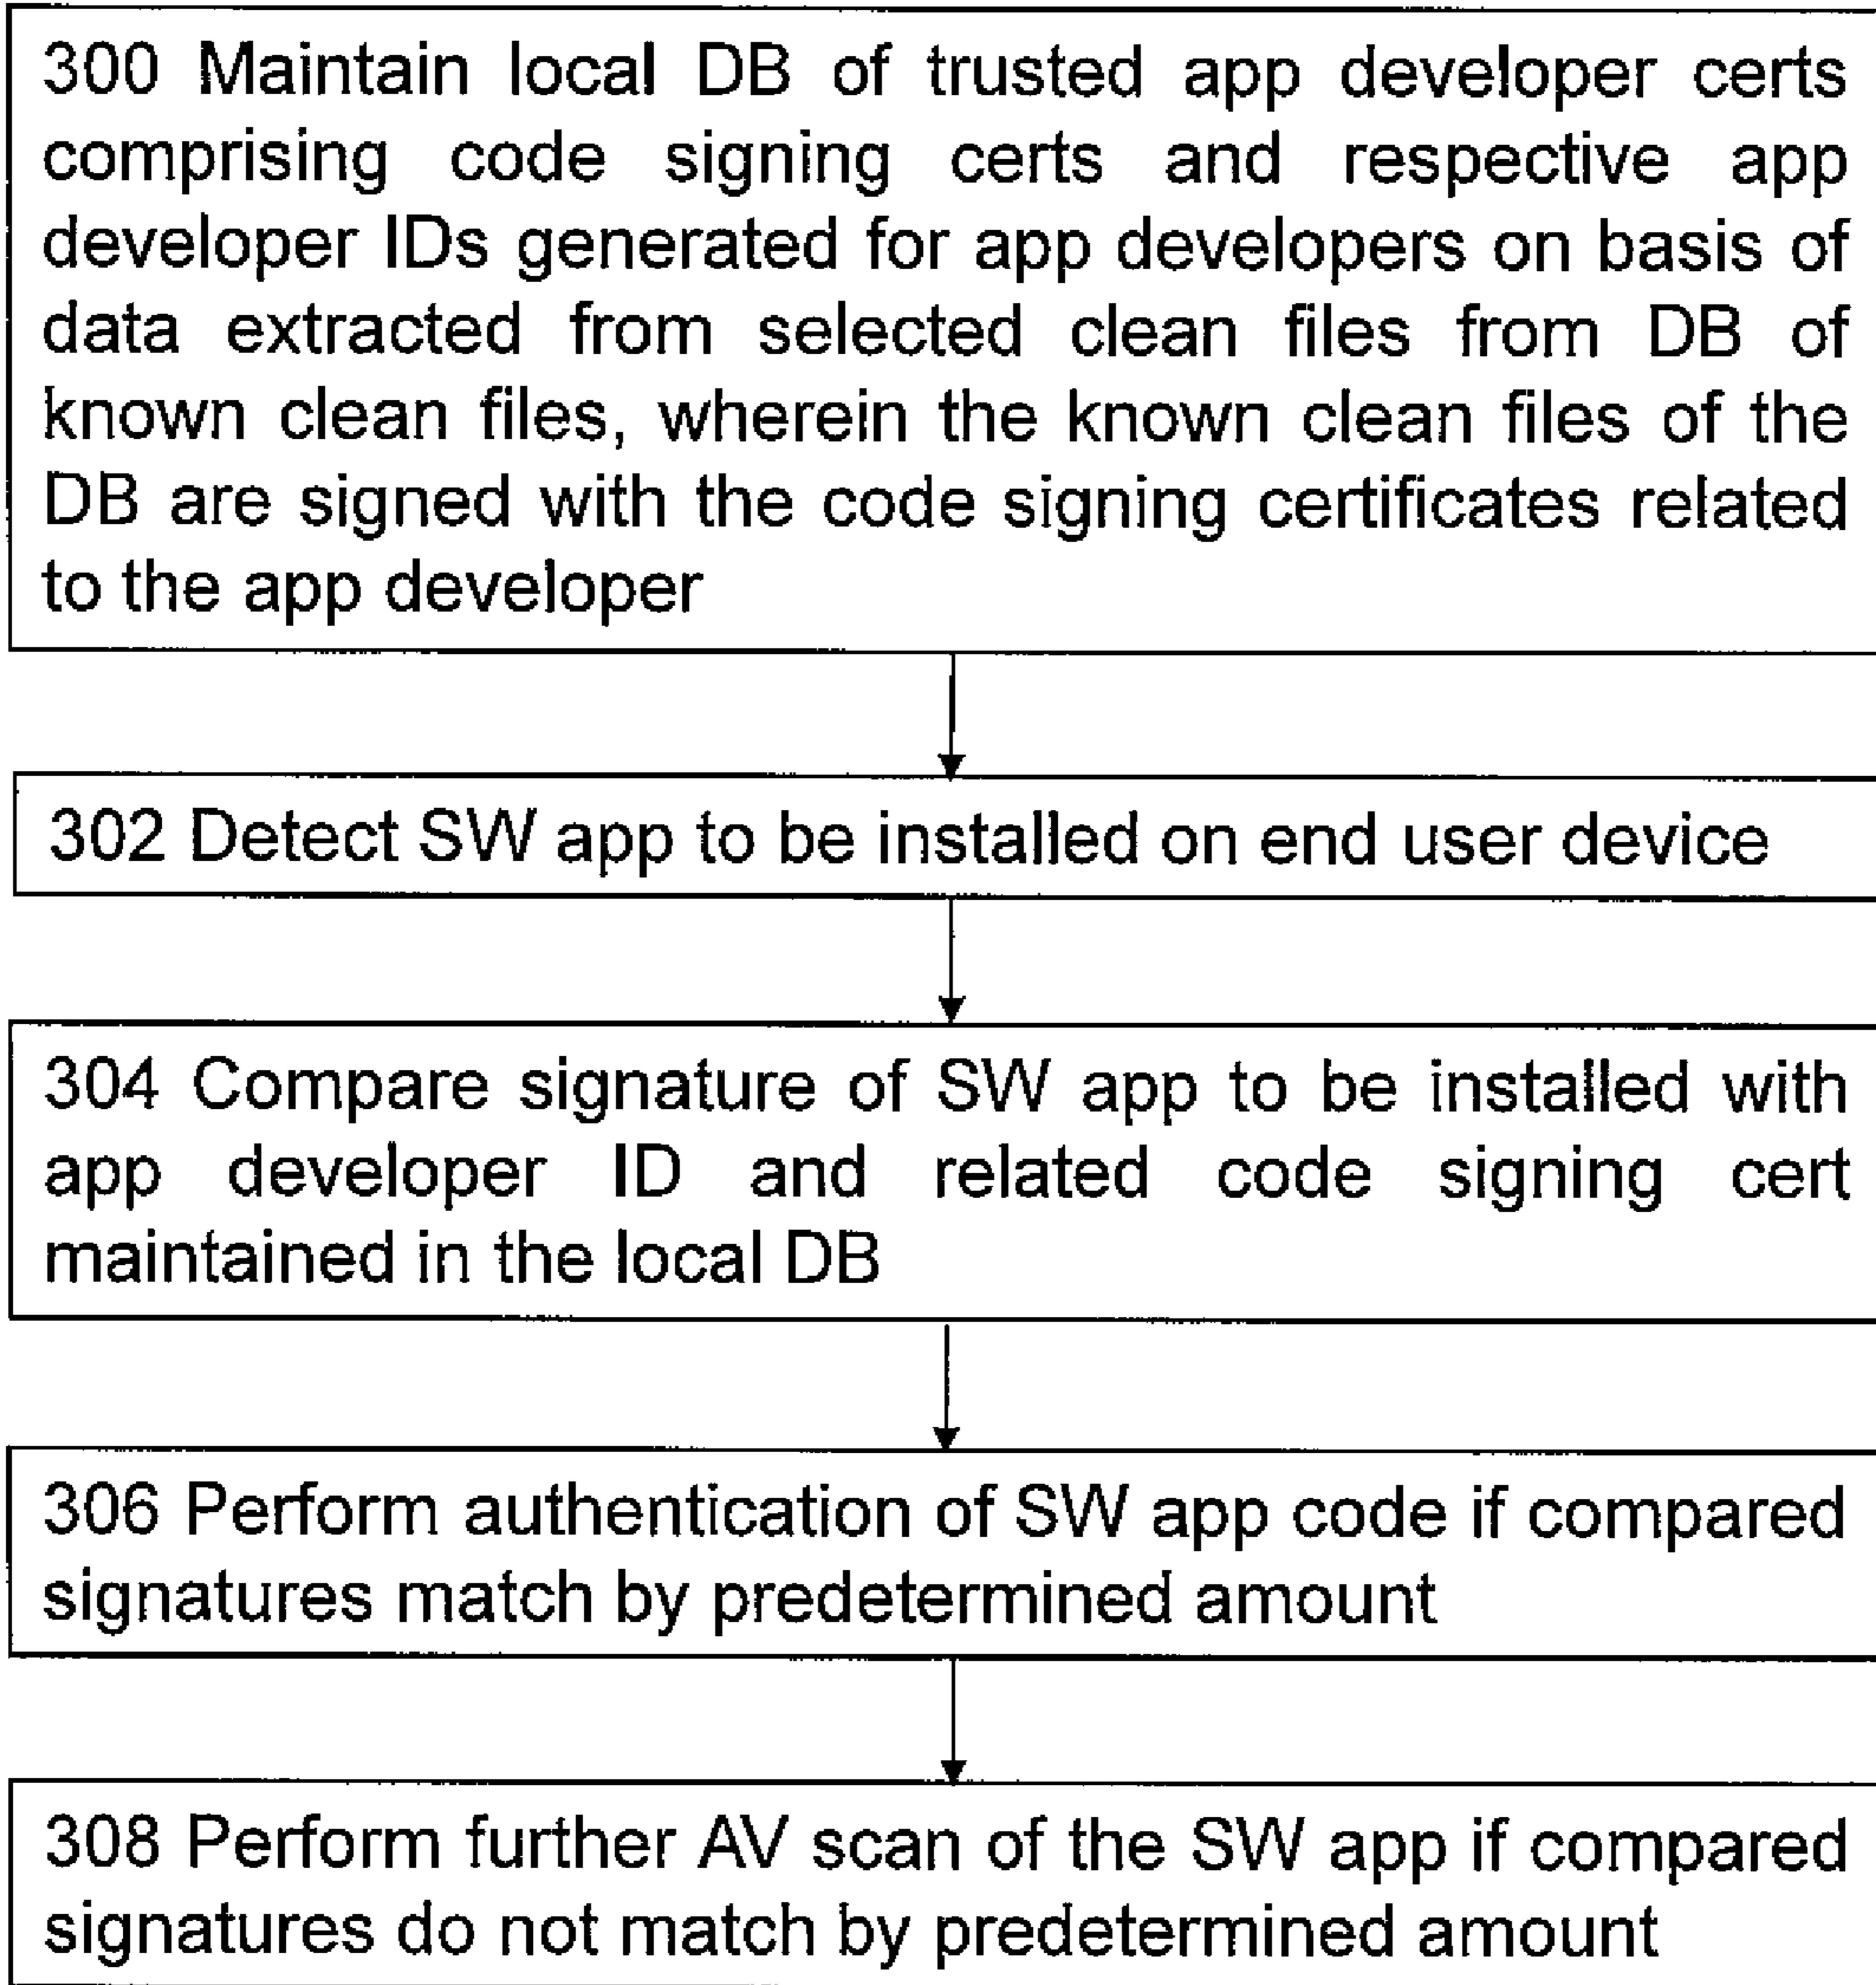 300 Maintain local DB of trusted app developer certs
comprising code signing certs and respective app
developer IDs generated for app developers on basis of
data extracted from selected clean files from DB of
known clean files, wherein the known clean files of the
DB are signed with the code signing certificates related
to the app developer
302 Detect SW app to be installed on end user device
304 Compare signature of SW app to be installed with
app developer ID and related code signing cert
maintained in the local DB
306 Perform authentication of SW app code if compared
signatures match by predetermined amount
308 Perform further AV scan of the SW app if compared
signatures do not match by predetermined amount